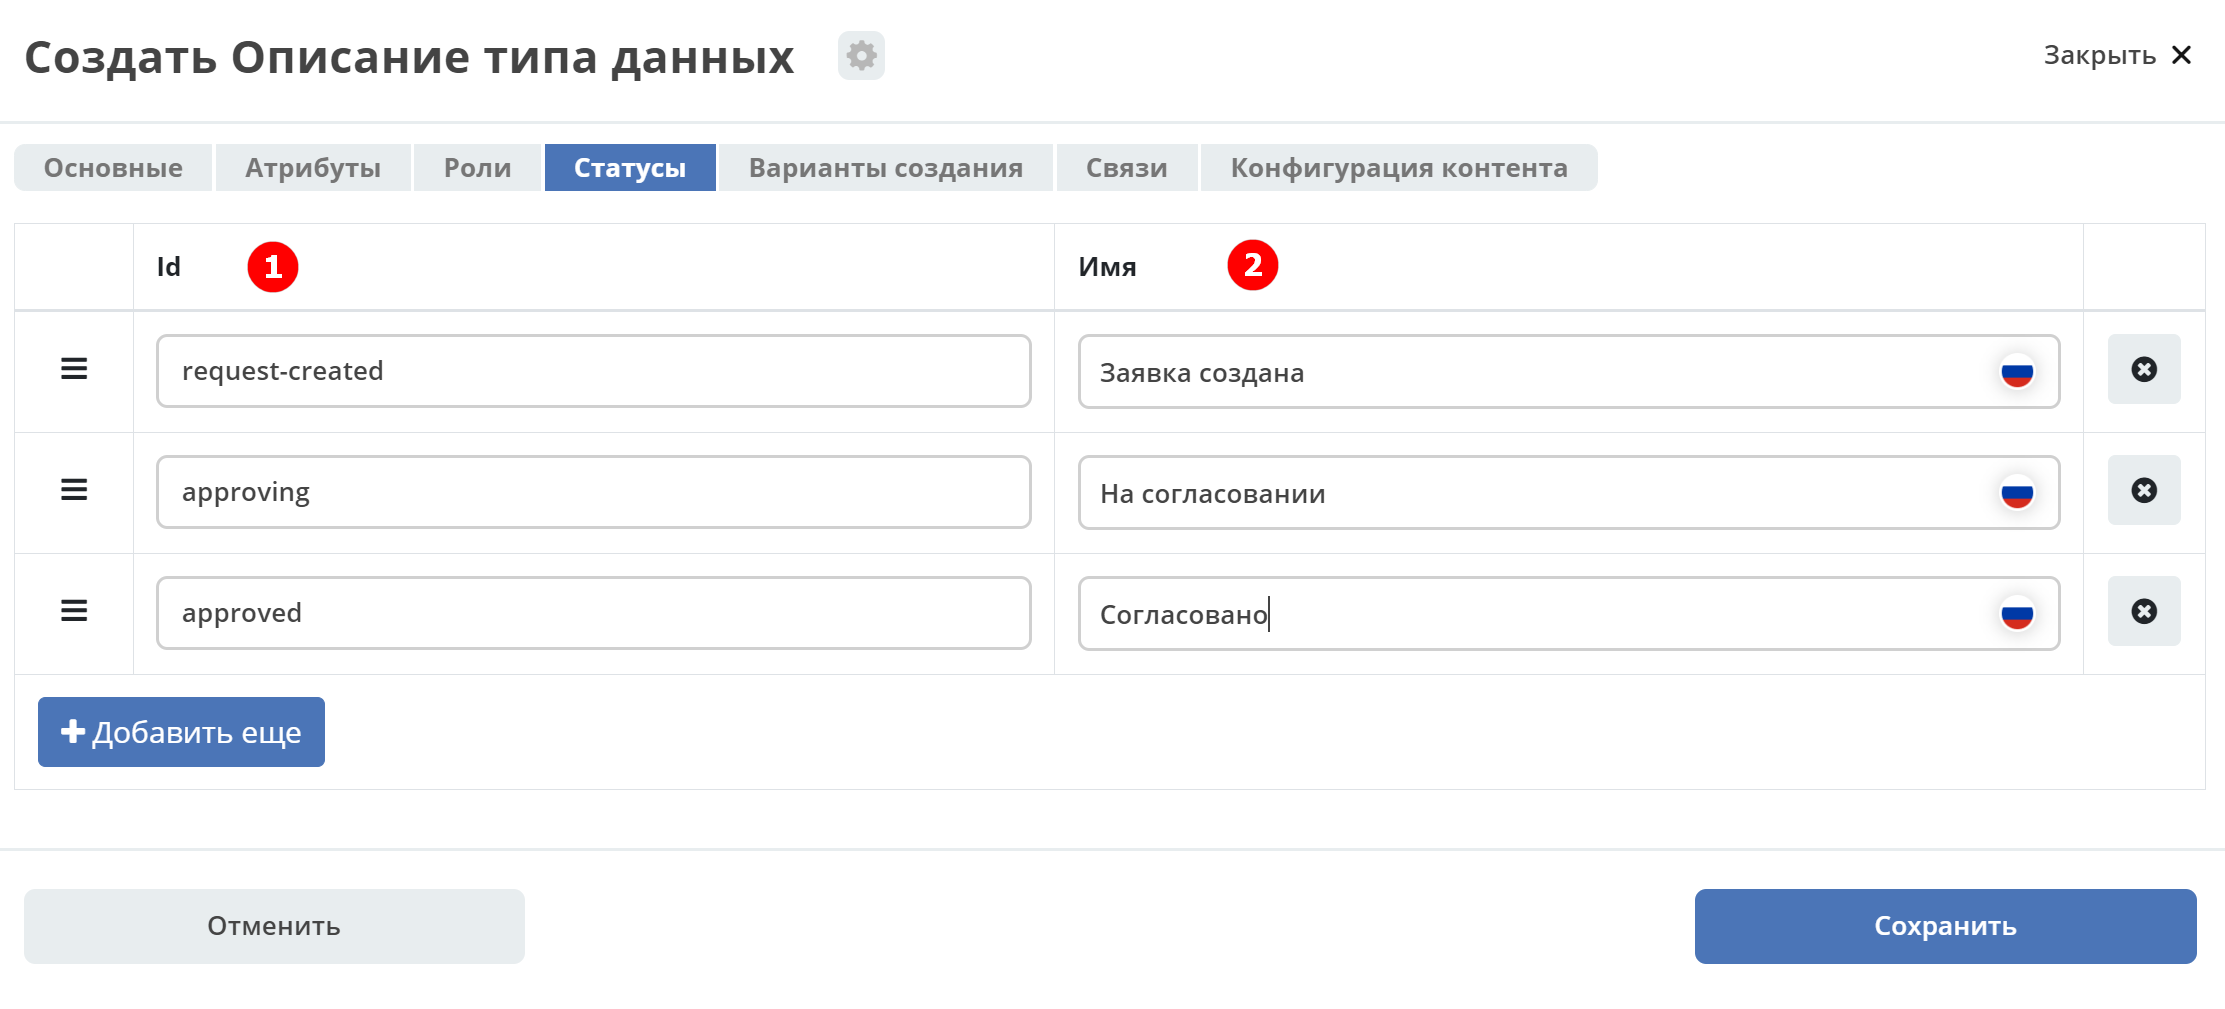 Создать Описание типа данных
Закрыть
Основные Атрибуты Роли Статусы Варианты создания Связи Конфигурация контента
Id 1 Имя 2
request-created Заявка создана
approving На согласовании
approved Согласовано
Добавить еще
Отменить Сохранить